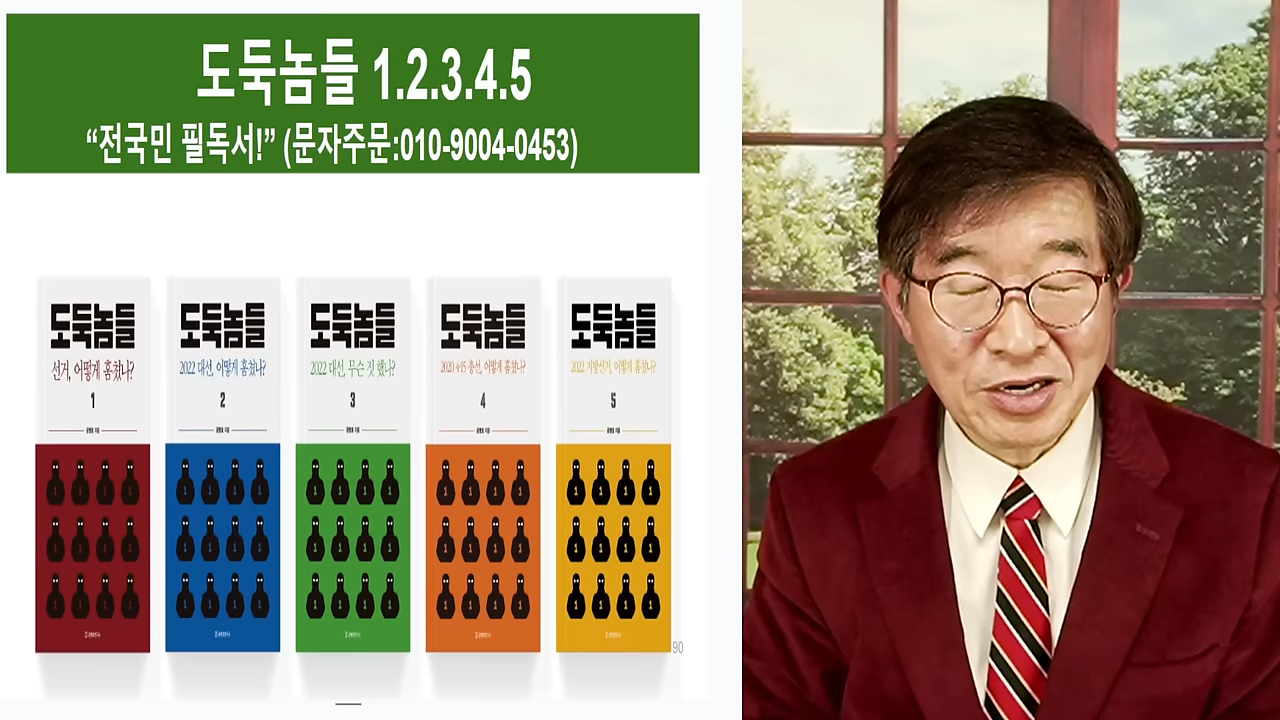 도둑놈들 1.2.3.4.5
“전국민 필독서!” (문자주문:010-9004-0453)
도둑놈들
선거, 어떻게 훔쳤나?
1
도둑놈들
2022 대선, 어떻게 훔쳤나?
2
도둑놈들
2022 대선, 무슨 짓 했나?
3
도둑놈들
2020 4·15 총선, 어떻게 훔쳤나?
4
도둑놈들
2022 지방선거, 어떻게 훔쳤나?
5
90